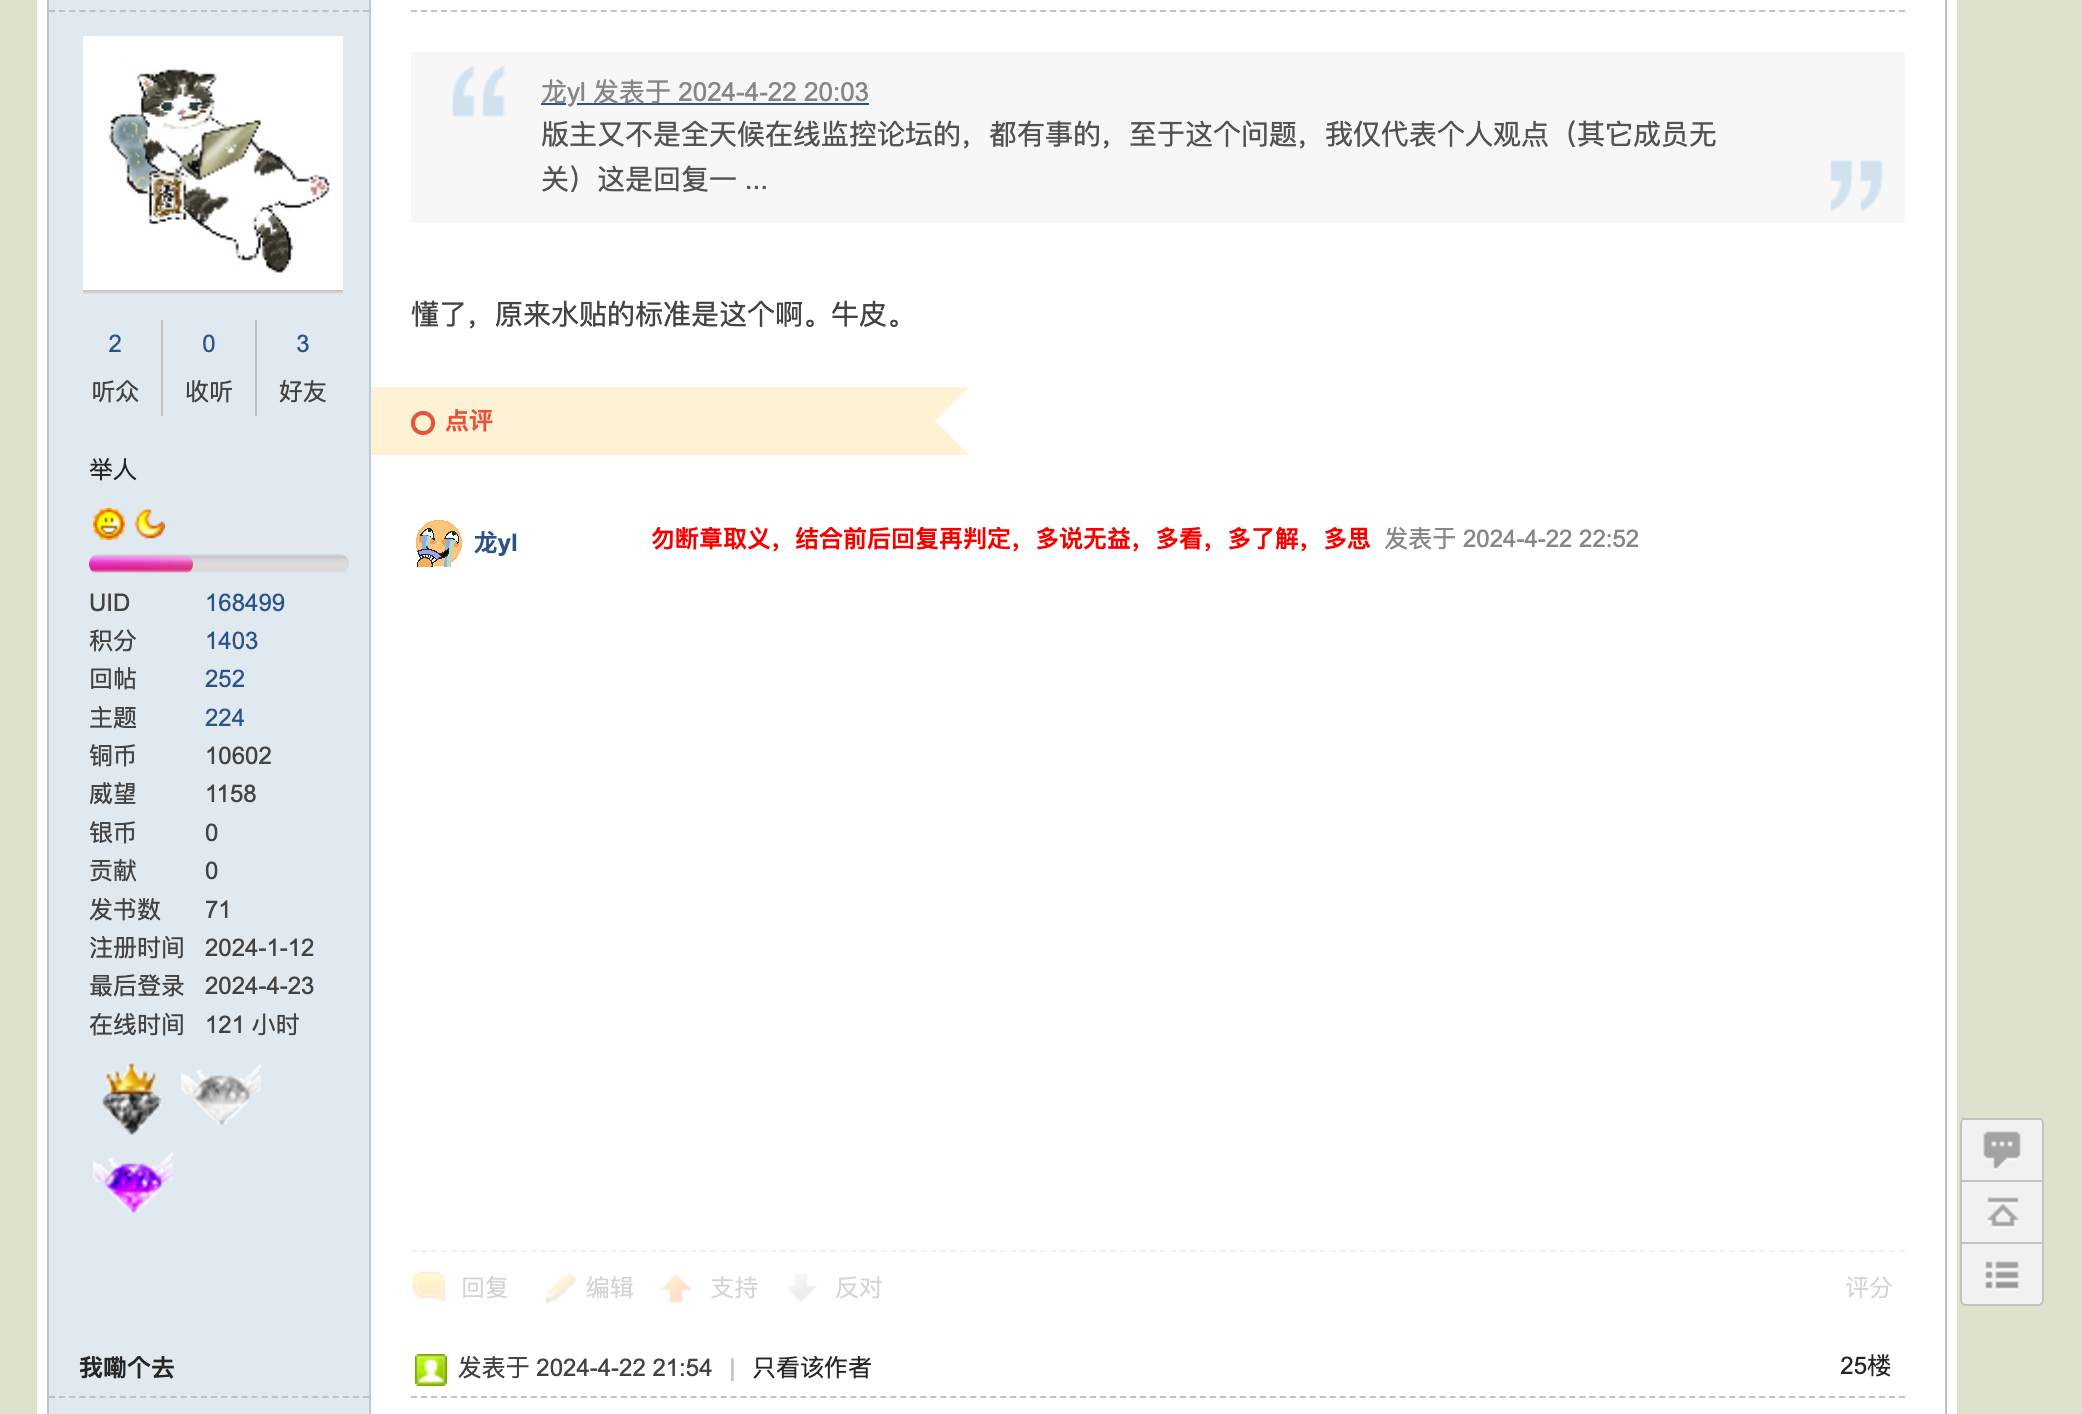 龙yl 发表于 2024-4-22 20:03
版主又不是全天候在线监控论坛的，都有事的，至于这个问题，我仅代表个人观点（其它成员无
关）这是回复一 ...
懂了，原来水贴的标准是这个啊。牛皮。
2 0 3
听众 收听 好友
点评
举人
龙yl 勿断章取义，结合前后回复再判定，多说无益，多看，多了解，多思 发表于 2024-4-22 22:52
UID 168499
积分 1403
回帖 252
主题 224
铜币 10602
威望 1158
银币 0
贡献 0
发书数 71
注册时间 2024-1-12
最后登录 2024-4-23
在线时间 121 小时
回复 编辑 支持 反对 评分
我嘞个去
发表于 2024-4-22 21:54 | 只看该作者 25楼